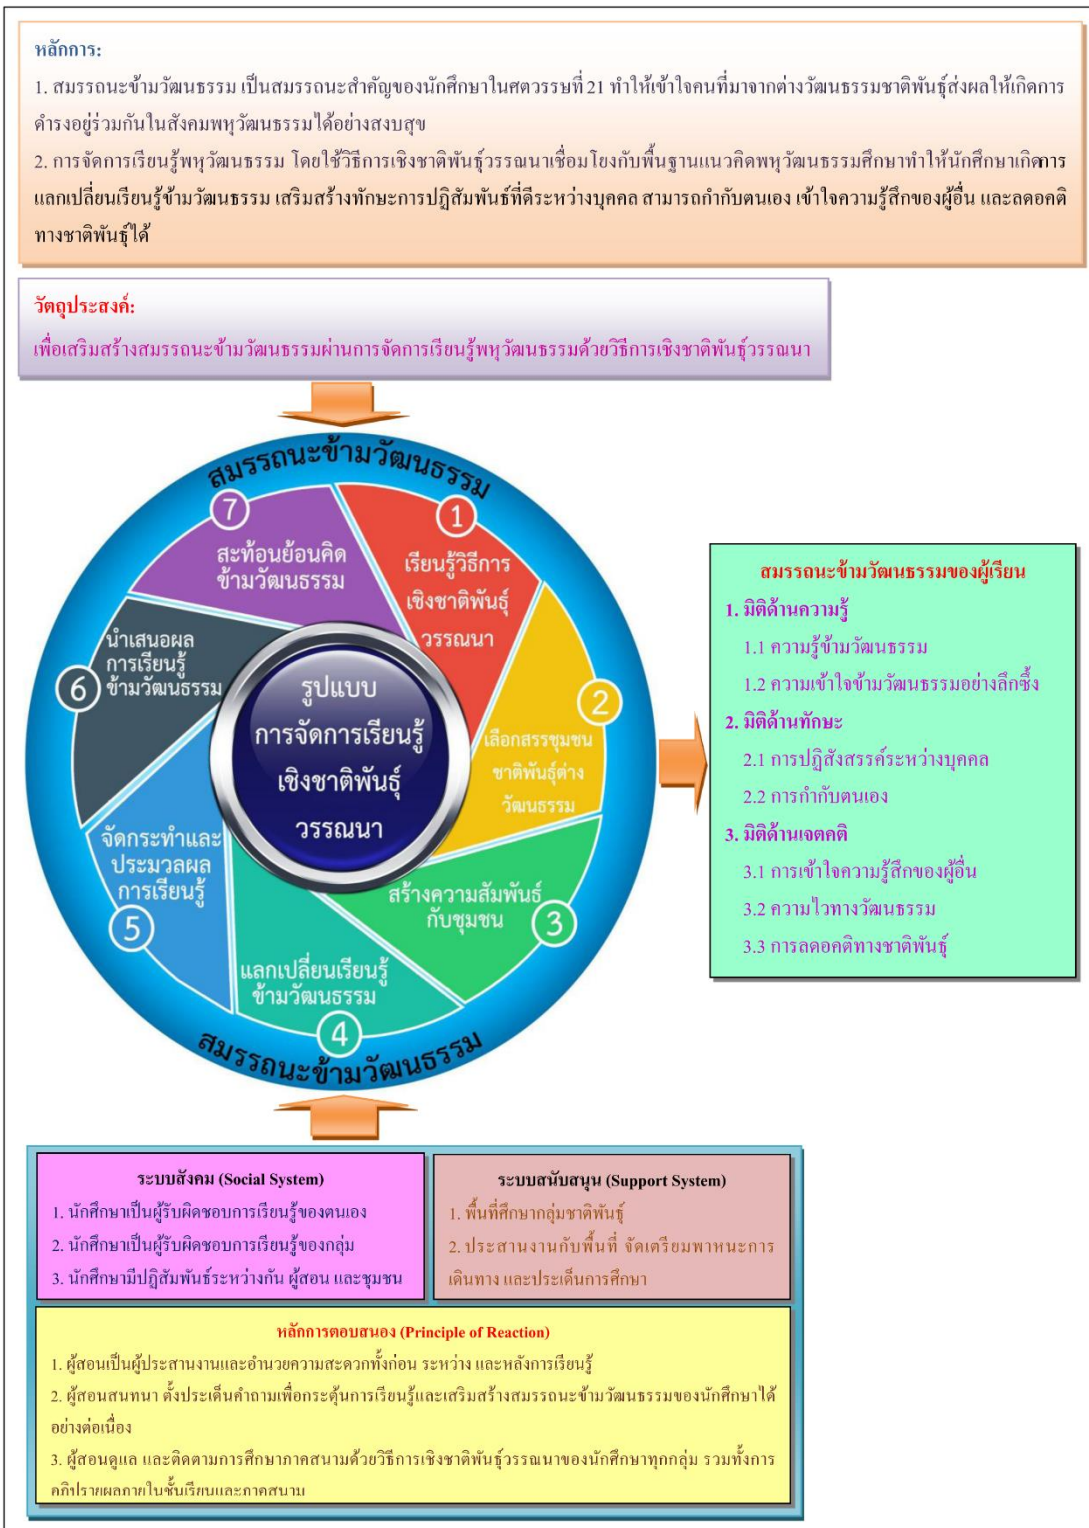 หลักการ:
1. สมรรถนะข้ามวัฒนธรรม เป็นสมรรถนะสำคัญของนักศึกษาในศตวรรษที่ 21 ทำให้เข้าใจคนที่มาจากต่างวัฒนธรรมชาติพันธุ์ส่งผลให้เกิดการ
ดำรงอยู่ร่วมกันในสังคมพหุวัฒนธรรมได้อย่างสงบสุข
2. การจัดการเรียนรู้พหุวัฒนธรรม โดยใช้วิธีการเชิงชาติพันธุ์วรรณนาเชื่อมโยงกับพื้นฐานแนวคิดพหุวัฒนธรรมศึกษาทำให้นักศึกษาเกิดการ
แลกเปลี่ยนเรียนรู้ข้ามวัฒนธรรม เสริมสร้างทักษะการปฏิสัมพันธ์ที่ดีระหว่างบุคคล สามารถกำกับตนเอง เข้าใจความรู้สึกของผู้อื่น และลดอคติ
ทางชาติพันธุ์ได้
วัตถุประสงค์:
เพื่อเสริมสร้างสมรรถนะข้ามวัฒนธรรมผ่านการจัดการเรียนรู้พหุวัฒนธรรมด้วยวิธีการเชิงชาติพันธุ์วรรณนา
สมรรถนะข้ามวัฒนธรรม
1
เรียนรู้วิธีการ
เชิงชาติพันธุ์
วรรณนา
2
เลือกสรรชุมชน
ชาติพันธุ์ต่าง
วัฒนธรรม
3
สร้างความสัมพันธ์
กับชุมชน
4
แลกเปลี่ยนเรียนรู้
ข้ามวัฒนธรรม
5
จัดกระทำและ
ประมวลผล
การเรียนรู้
6
นำเสนอผล
การเรียนรู้
ข้ามวัฒนธรรม
7
สะท้อนย้อนคิด
ข้ามวัฒนธรรม
รูปแบบ
การจัดการเรียนรู้
เชิงชาติพันธุ์
วรรณนา
สมรรถนะข้ามวัฒนธรรม
สมรรถนะข้ามวัฒนธรรมของผู้เรียน
1. มิติด้านความรู้
1.1 ความรู้ข้ามวัฒนธรรม
1.2 ความเข้าใจข้ามวัฒนธรรมอย่างลึกซึ้ง
2. มิติด้านทักษะ
2.1 การปฏิสังสรรค์ระหว่างบุคคล
2.2 การกำกับตนเอง
3. มิติด้านเจตคติ
3.1 การเข้าใจความรู้สึกของผู้อื่น
3.2 ความไวทางวัฒนธรรม
3.3 การลดอคติทางชาติพันธุ์
ระบบสังคม (Social System)
1. นักศึกษาเป็นผู้รับผิดชอบการเรียนรู้ของตนเอง
2. นักศึกษาเป็นผู้รับผิดชอบการเรียนรู้ของกลุ่ม
3. นักศึกษามีปฏิสัมพันธ์ระหว่างกัน ผู้สอน และชุมชน
ระบบสนับสนุน (Support System)
1. พื้นที่ศึกษากลุ่มชาติพันธุ์
2. ประสานงานกับพื้นที่ จัดเตรียมพาหนะการ
เดินทาง และประเด็นการศึกษา
หลักการตอบสนอง (Principle of Reaction)
1. ผู้สอนเป็นผู้ประสานงานและอำนวยความสะดวกทั้งก่อน ระหว่าง และหลังการเรียนรู้
2. ผู้สอนสนทนา ตั้งประเด็นคำถามเพื่อกระตุ้นการเรียนรู้และเสริมสร้างสมรรถนะข้ามวัฒนธรรมของนักศึกษาได้
อย่างต่อเนื่อง
3. ผู้สอนดูแล และติดตามการศึกษาภาคสนามด้วยวิธีการเชิงชาติพันธุ์วรรณนาของนักศึกษาทุกกลุ่ม รวมทั้งการ
อภิปรายผลภายในชั้นเรียนและภาคสนาม